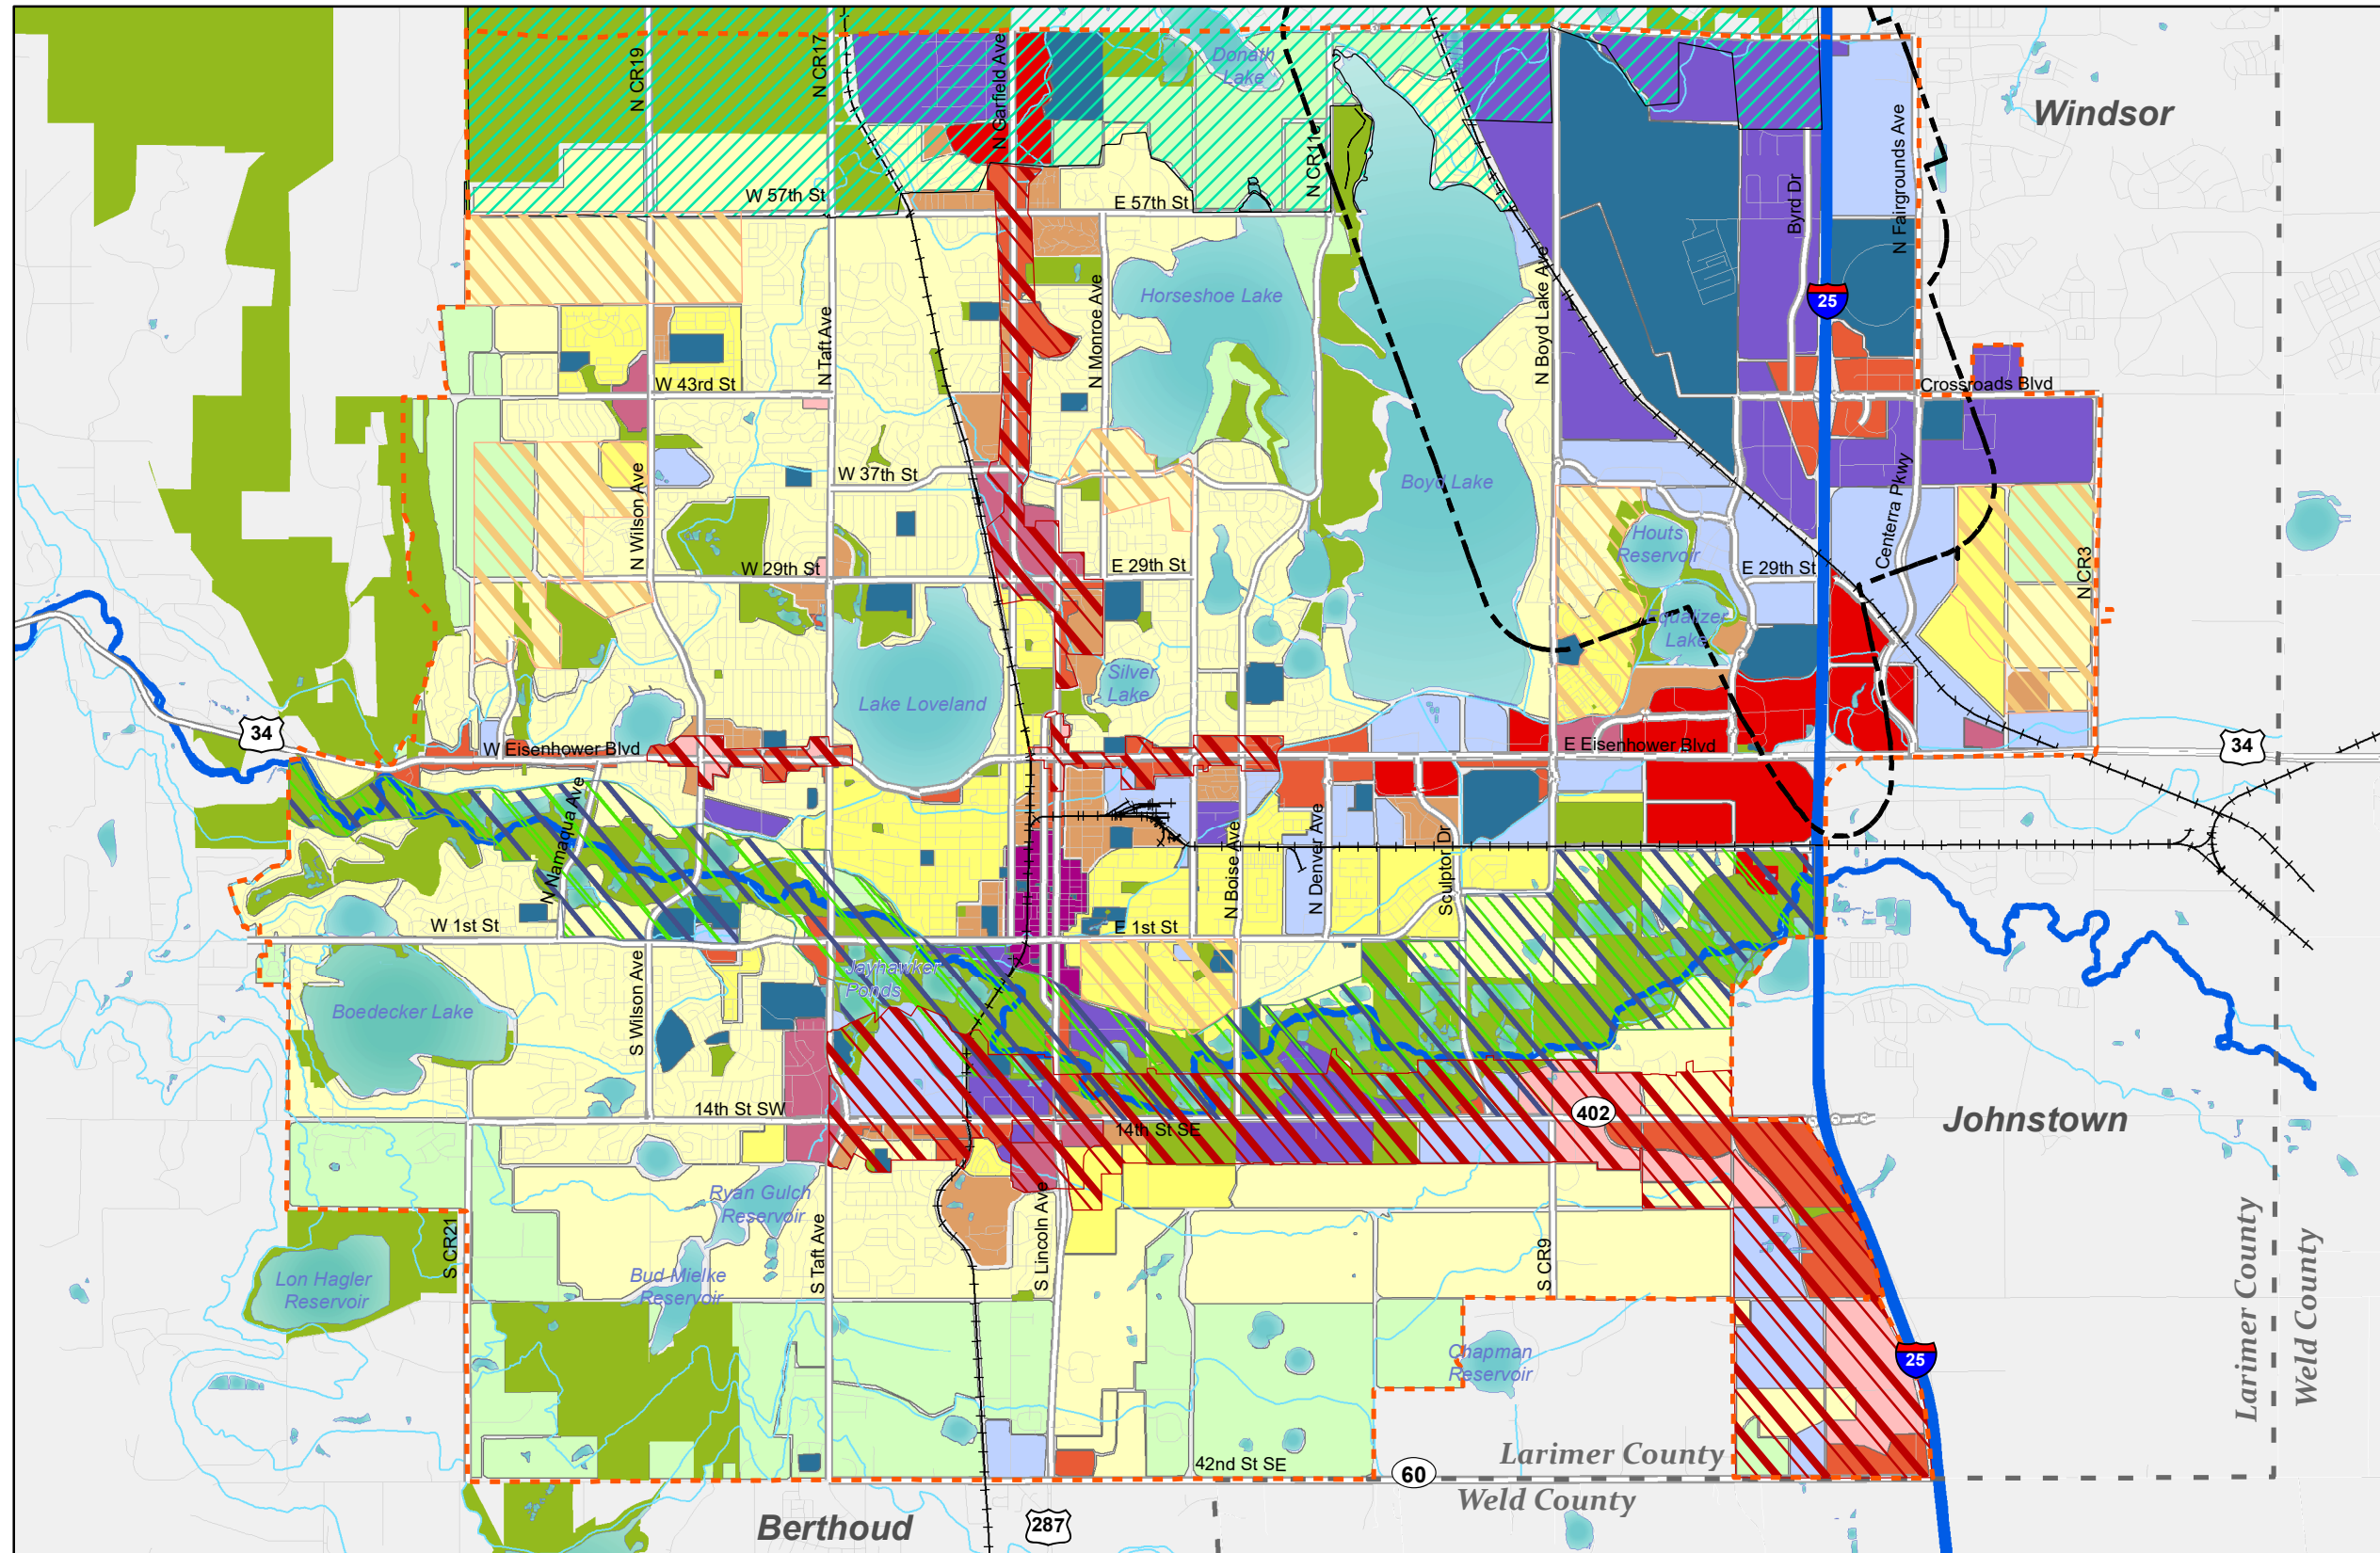 N CR19
N CR17
N Garfield Ave
Donath
Lake
N CR11c
Windsor
N Fairgrounds Ave
Byrd Dr
W 57th St
E 57th St
N Taft Ave
N Monroe Ave
Horseshoe Lake
N Boyd Lake Ave
25
W 43rd St
Crossroads Blvd
N Wilson Ave
W 37th St
Boyd Lake
Centerra Pkwy
Houts
Reservoir
W 29th St
E 29th St
E 29th St
N CR3
Equalizer
Lake
Silver
Lake
Lake Loveland
34
W Eisenhower Blvd
E Eisenhower Blvd
34
N Namaqua Ave
N Boise Ave
N Denver Ave
Sculptor Dr
W 1st St
E 1st St
Jayhawker
Ponds
Boedecker Lake
S Wilson Ave
14th St SW
14th St SE
402
Johnstown
Ryan Gulch
Reservoir
S CR21
S Taft Ave
S Lincoln Ave
S CR9
Lon Hagler
Reservoir
Bud Mielke
Reservoir
Larimer County
Weld County
Chapman
Reservoir
25
42nd St SE
60
Larimer County
Weld County
Berthoud
287